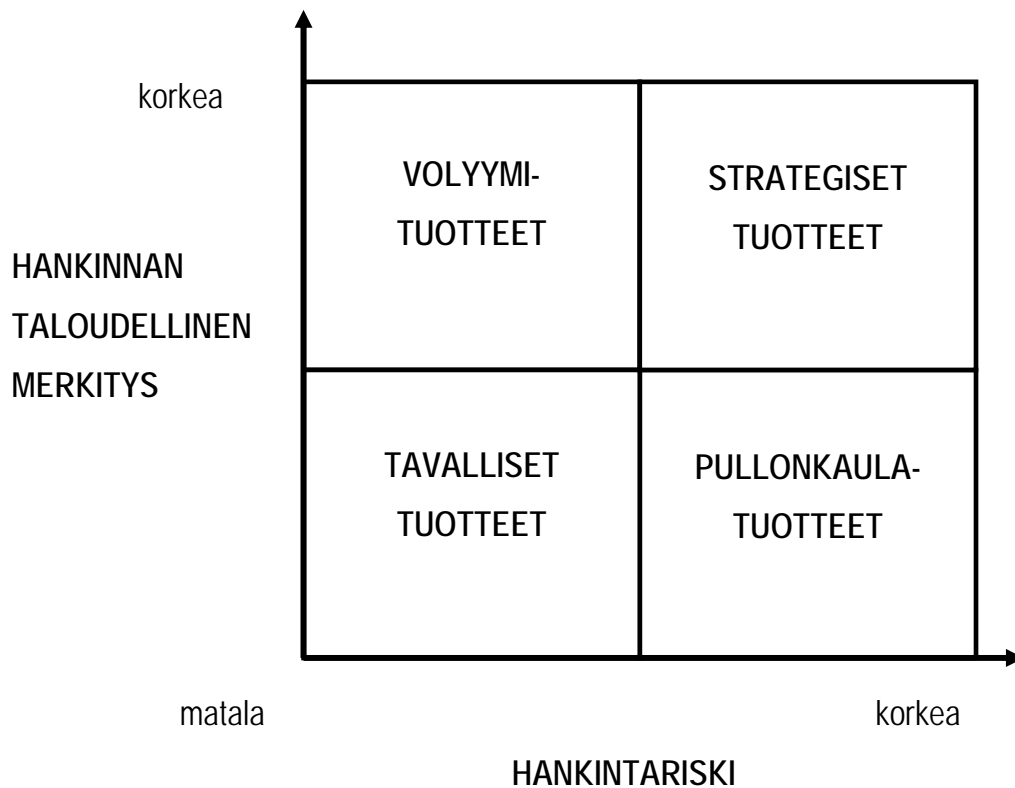 korkea
VOLYYMI-
TUOTTEET
STRATEGISET
TUOTTEET
HANKINNAN
TALOUDELLINEN
MERKITYS
TAVALLISET
TUOTTEET
PULLONKAULA-
TUOTTEET
matala
korkea
HANKINTARISKI